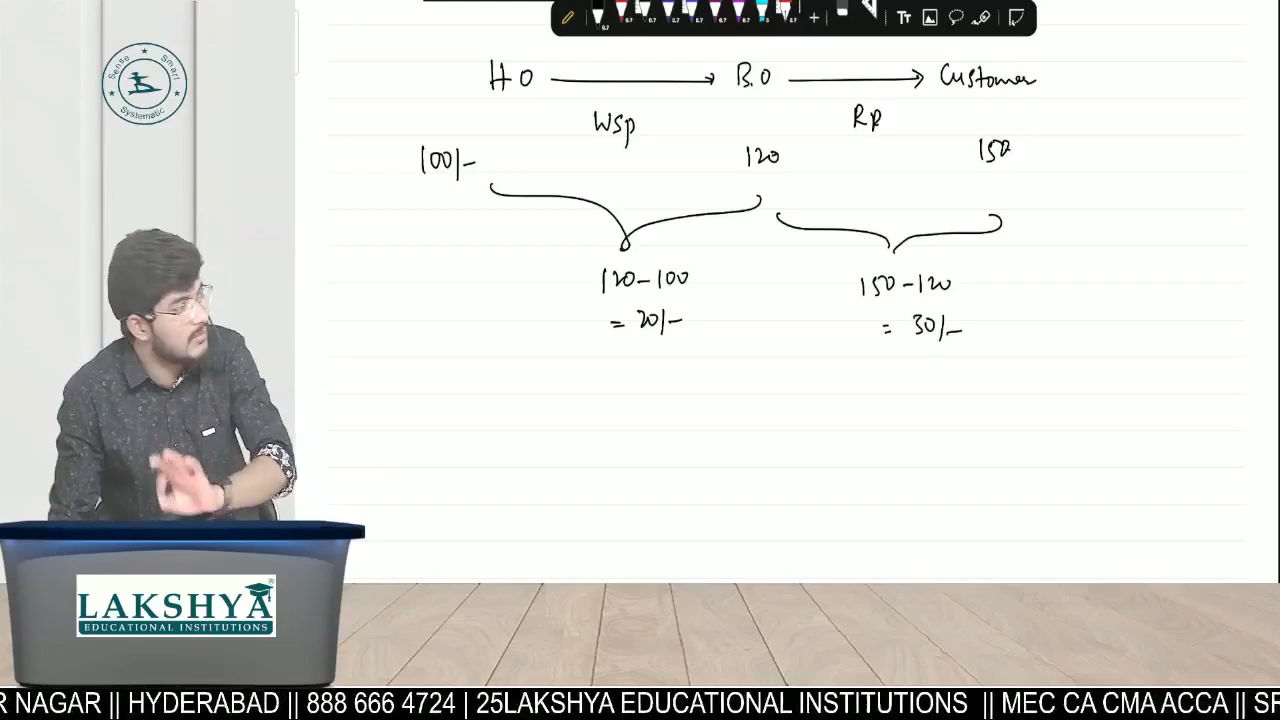 Sense Smart
Systematic
Tт
H O → B.O → Customer
WSP RP
100/- 120 150
120-100 150-120
= 20/- = 30/-
LAKSHYA®
EDUCATIONAL INSTITUTIONS
R NAGAR || HYDERABAD || 888 666 4724 | 25LAKSHYA EDUCATIONAL INSTITUTIONS || MEC CA CMA ACCA || SF